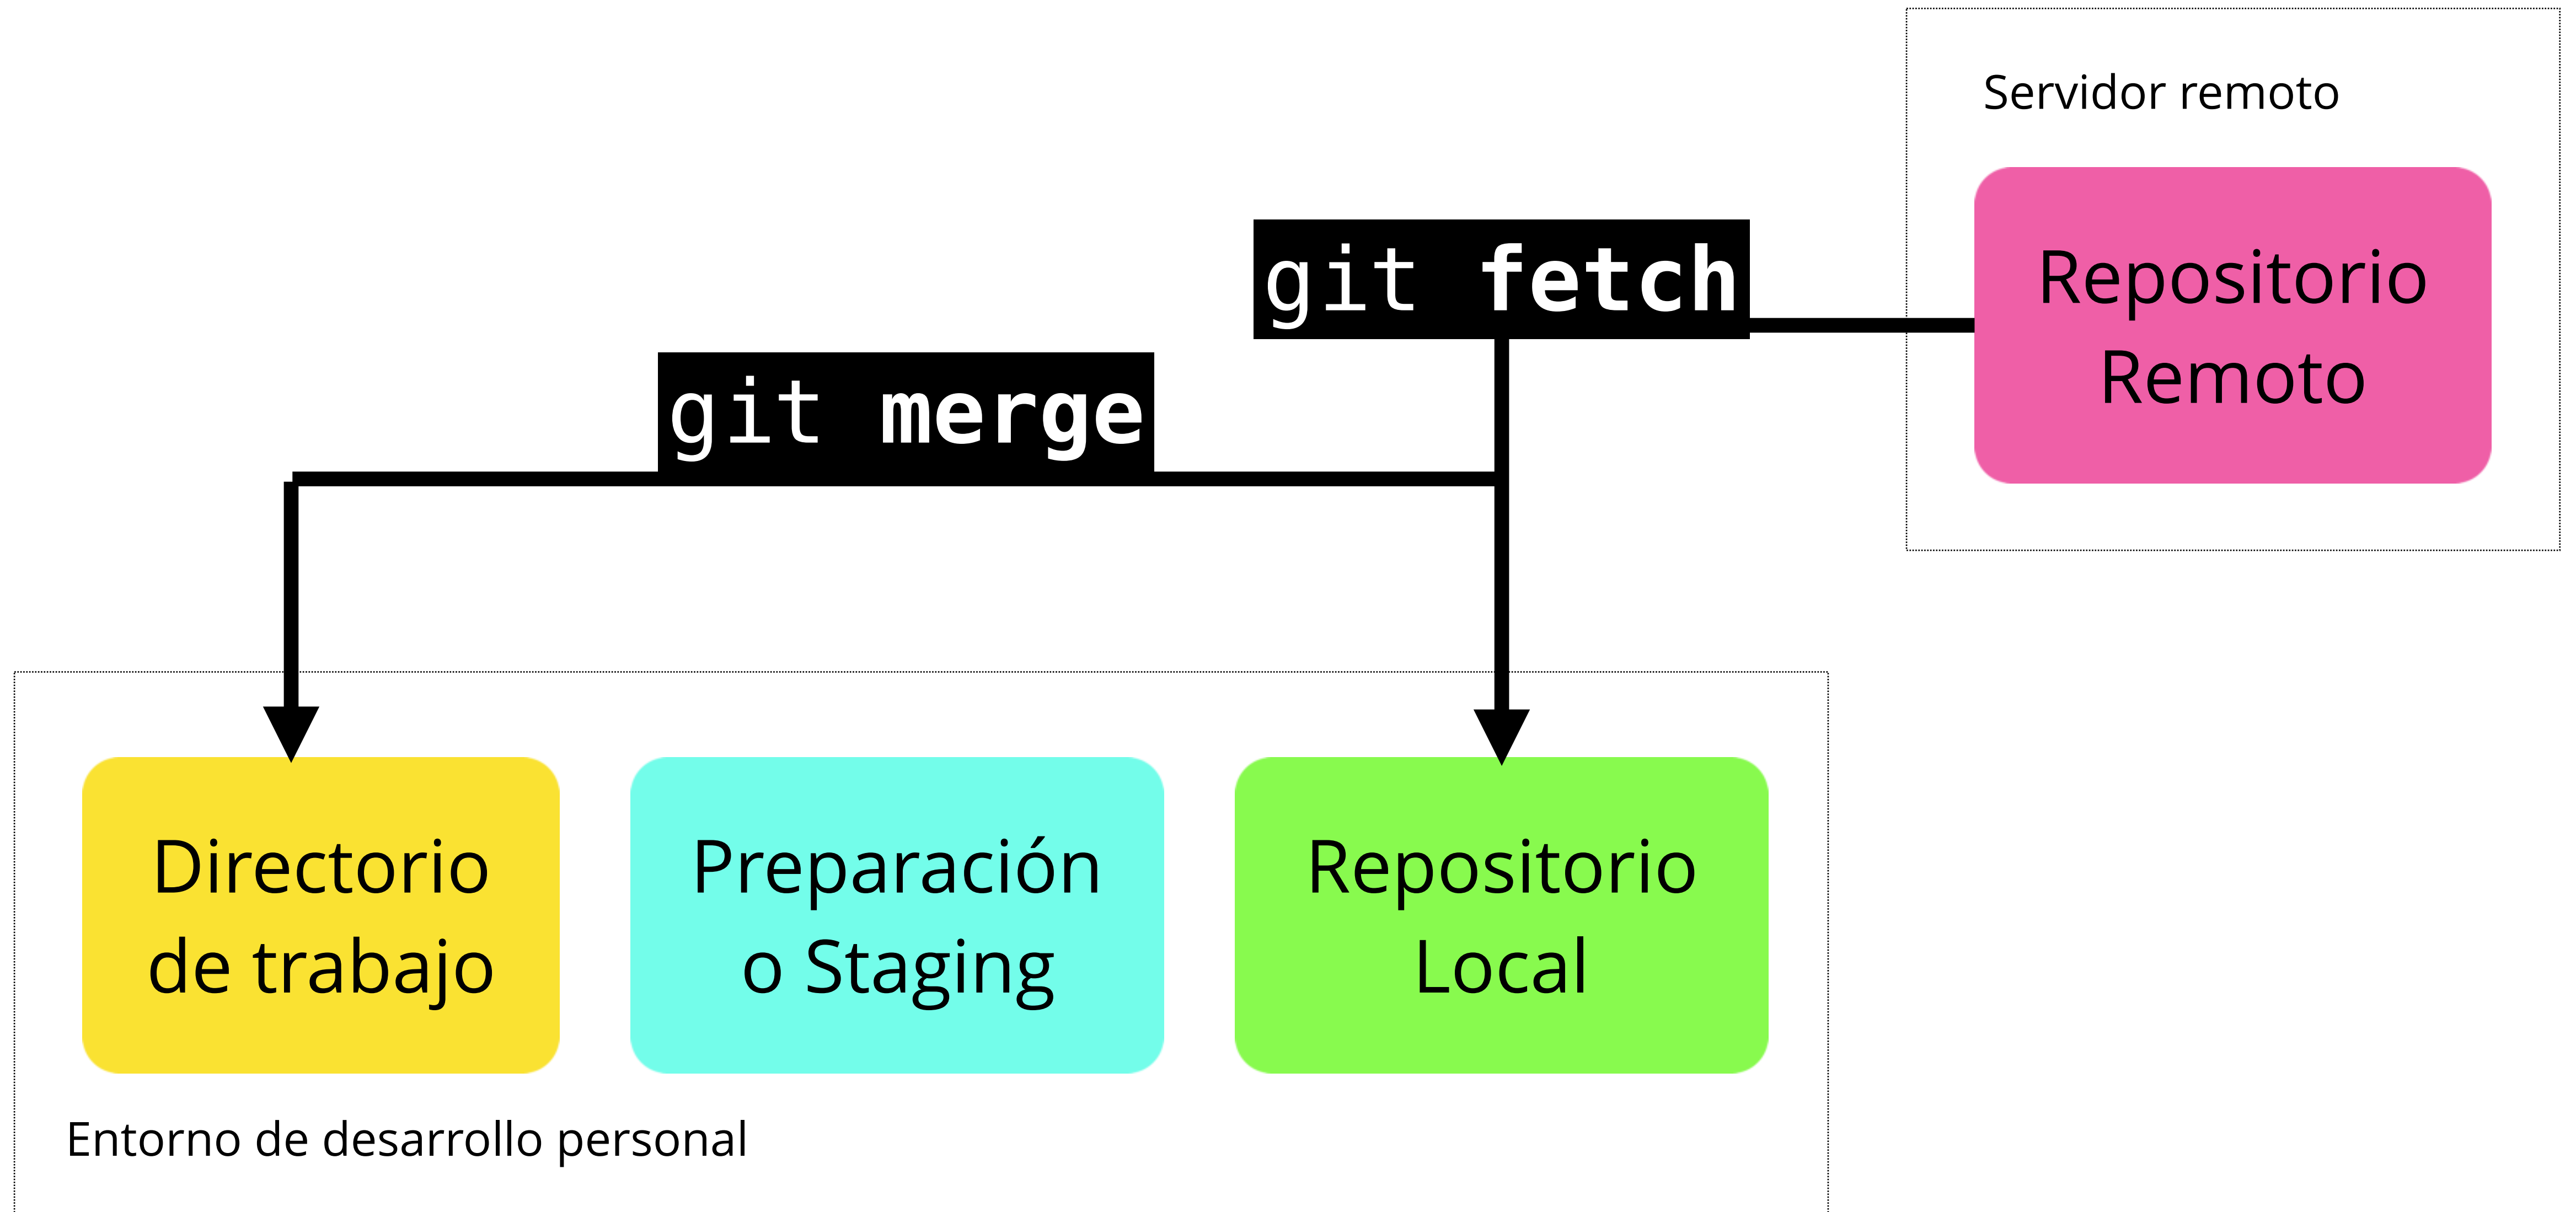 Servidor remoto
git fetch
Repositorio
Remoto
git merge
Directorio
de trabajo
Preparación
o Staging
Repositorio
Local
Entorno de desarrollo personal